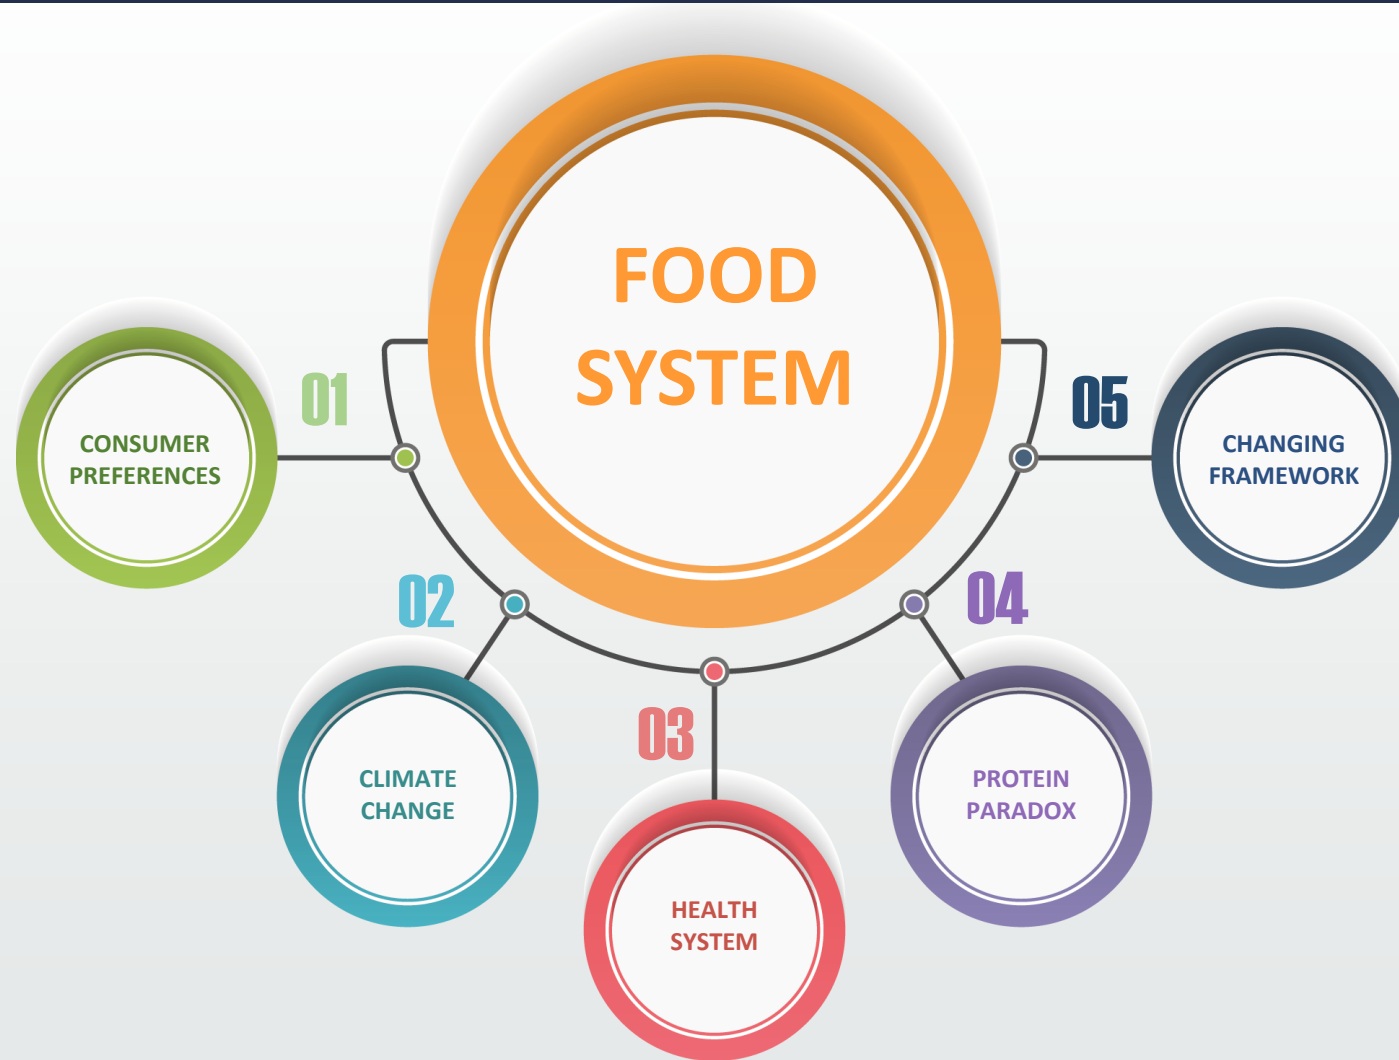 FOOD
SYSTEM
01
CONSUMER
PREFERENCES
02
CLIMATE
CHANGE
03
HEALTH
SYSTEM
04
PROTEIN
PARADOX
05
CHANGING
FRAMEWORK